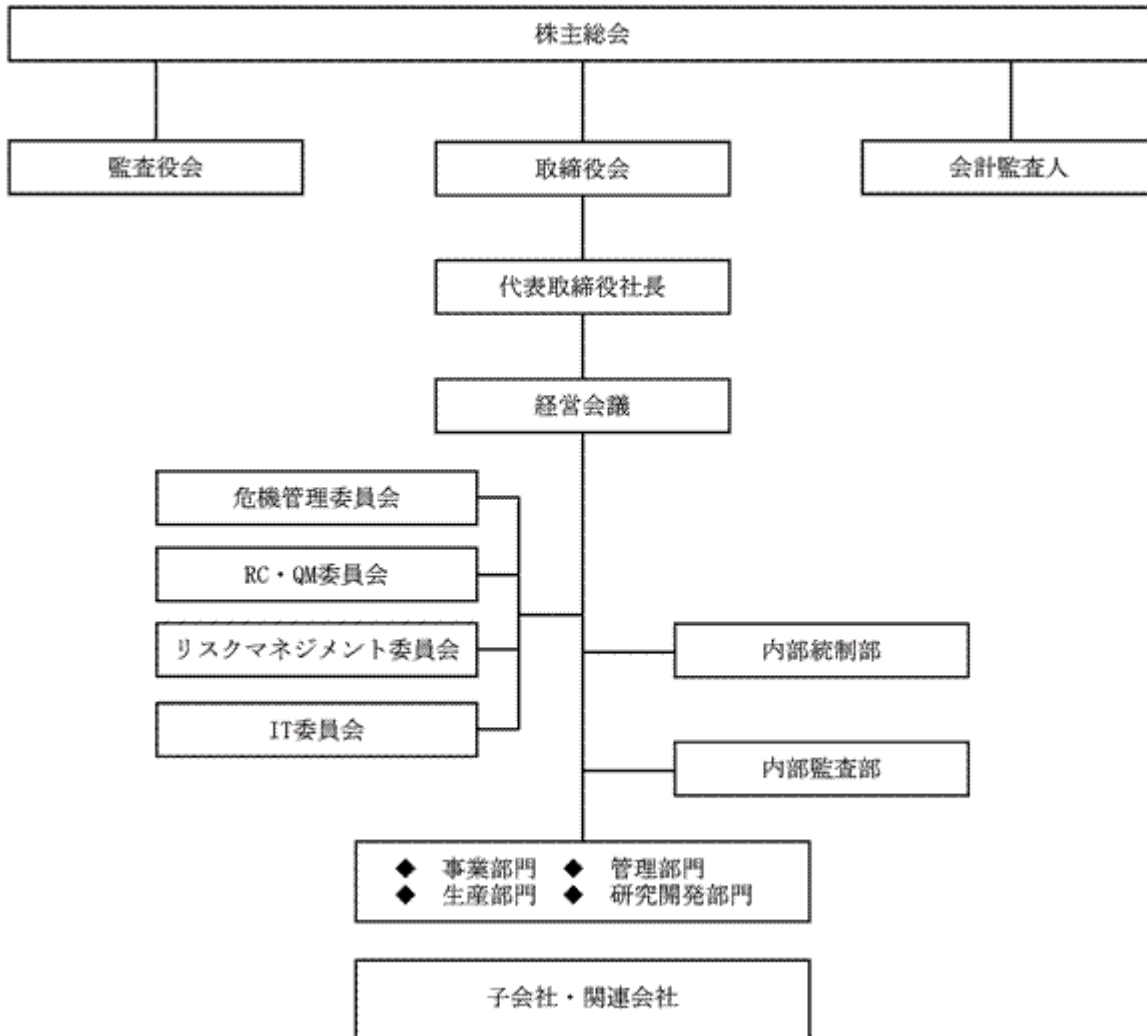 株主総会
監査役会
取締役会
会計監査人
代表取締役社長
経営会議
危機管理委員会
RC・QM委員会
リスクマネジメント委員会
IT委員会
内部統制部
内部監査部
◆ 事業部門 ◆ 管理部門
◆ 生産部門 ◆ 研究開発部門
子会社・関連会社